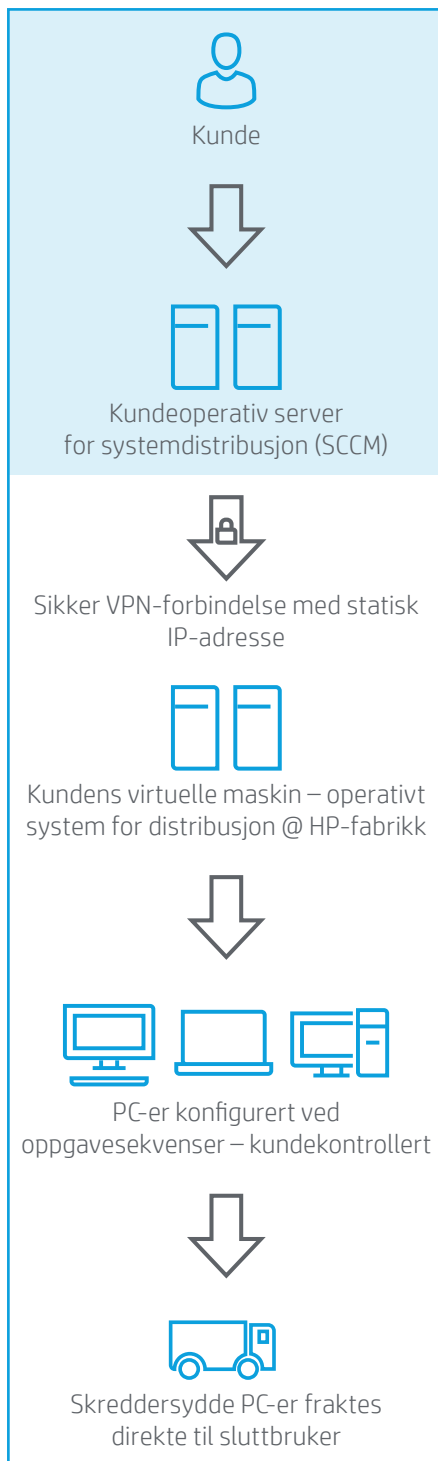 Kunde
Kundeoperativ server
for systemdistribusjon (SCCM)
Sikker VPN-forbindelse med statisk
IP-adresse
Kundens virtuelle maskin – operativt
system for distribusjon @ HP-fabrikk
PC-er konfigurert ved
oppgavesekvenser – kundekontrollert
Skreddersydde PC-er fraktes
direkte til sluttbruker